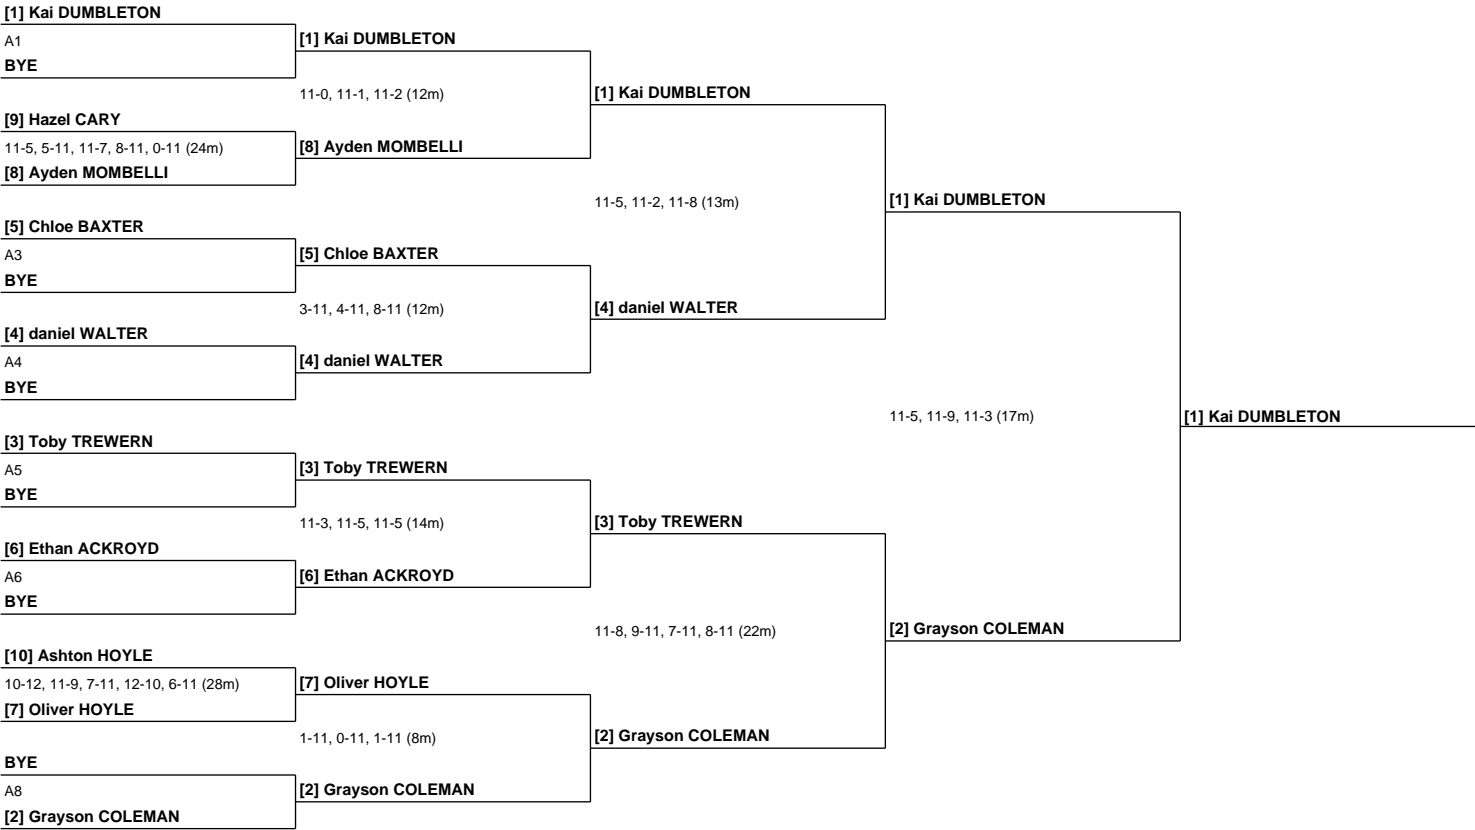 [1] Kai DUMBLETON
A1
BYE
[1] Kai DUMBLETON
11-0, 11-1, 11-2 (12m)
[1] Kai DUMBLETON
[9] Hazel CARY
11-5, 5-11, 11-7, 8-11, 0-11 (24m)
[8] Ayden MOMBELLI
[8] Ayden MOMBELLI
11-5, 11-2, 11-8 (13m)
[1] Kai DUMBLETON
[5] Chloe BAXTER
A3
BYE
[5] Chloe BAXTER
3-11, 4-11, 8-11 (12m)
[4] daniel WALTER
[4] daniel WALTER
A4
BYE
[4] daniel WALTER
11-5, 11-9, 11-3 (17m)
[1] Kai DUMBLETON
[3] Toby TREWERN
A5
BYE
[3] Toby TREWERN
11-3, 11-5, 11-5 (14m)
[3] Toby TREWERN
[6] Ethan ACKROYD
A6
BYE
[6] Ethan ACKROYD
11-8, 9-11, 7-11, 8-11 (22m)
[2] Grayson COLEMAN
[10] Ashton HOYLE
10-12, 11-9, 7-11, 12-10, 6-11 (28m)
[7] Oliver HOYLE
[7] Oliver HOYLE
1-11, 0-11, 1-11 (8m)
[2] Grayson COLEMAN
BYE
A8
[2] Grayson COLEMAN
[2] Grayson COLEMAN